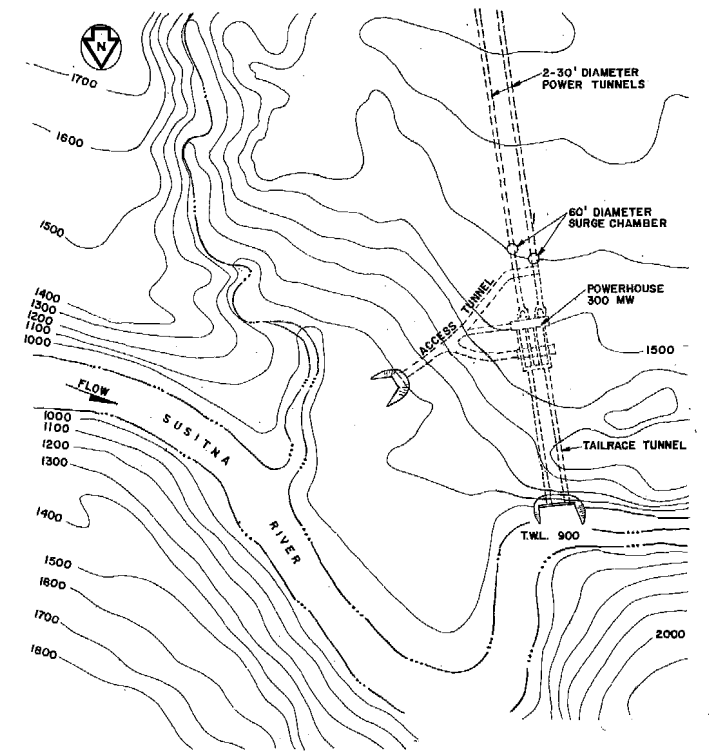 N
1700
1600
1500
1400
1300
1200
1100
1000
FLOW
SUSITNA
RIVER
1000
1100
1200
1300
1400
1500
1600
1700
1800
2-30' DIAMETER
POWER TUNNELS
60' DIAMETER
SURGE CHAMBER
ACCESS TUNNEL
POWERHOUSE
300 MW
1500
TAILRACE TUNNEL
T.W.L. 900
2000